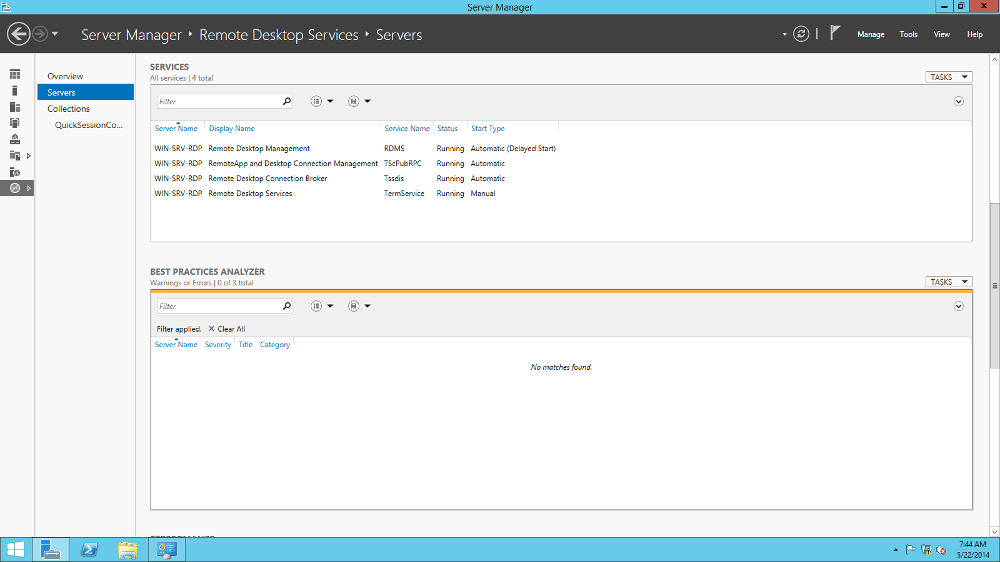 Server Manager
Server Manager ‣ Remote Desktop Services ‣ Servers
Manage Tools View Help
Overview
Servers
Collections
QuickSessionCo...
SERVICES
All services | 4 total
TASKS
Filter
Server Name Display Name Service Name Status Start Type
WIN-SRV-RDP Remote Desktop Management RDMS Running Automatic (Delayed Start)
WIN-SRV-RDP RemoteApp and Desktop Connection Management TScPubRPC Running Automatic
WIN-SRV-RDP Remote Desktop Connection Broker Tssdis Running Automatic
WIN-SRV-RDP Remote Desktop Services TermService Running Manual
BEST PRACTICES ANALYZER
Warnings or Errors | 0 of 3 total
TASKS
Filter
Filter applied. Clear All
Server Name Severity Title Category
No matches found.
PERFORMANCE
7:44 AM
5/22/2014